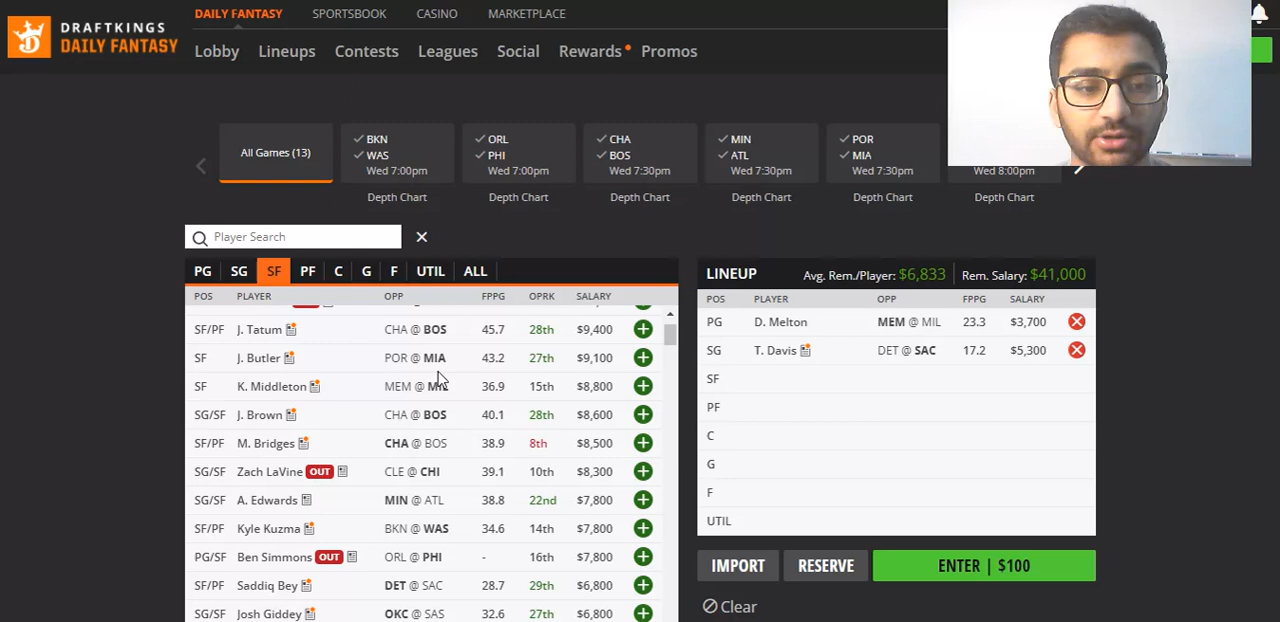 DRAFTKINGS
DAILY FANTASY
DAILY FANTASY SPORTSBOOK CASINO MARKETPLACE
Lobby Lineups Contests Leagues Social Rewards Promos
All Games (13)
BKN
WAS
Wed 7:00pm
Depth Chart
ORL
PHI
Wed 7:00pm
Depth Chart
CHA
BOS
Wed 7:30pm
Depth Chart
MIN
ATL
Wed 7:30pm
Depth Chart
POR
MIA
Wed 7:30pm
Depth Chart
Wed 8:00pm
Depth Chart
Player Search
PG SG SF PF C G F UTIL ALL
POS PLAYER OPP FPPG OPRK SALARY
SF/PF J. Tatum CHA @ BOS 45.7 28th $9,400
SF J. Butler POR @ MIA 43.2 27th $9,100
SF K. Middleton MEM @ MIL 36.9 15th $8,800
SG/SF J. Brown CHA @ BOS 40.1 28th $8,600
SF/PF M. Bridges CHA @ BOS 38.9 8th $8,500
SG/SF Zach LaVine OUT CLE @ CHI 39.1 10th $8,300
SG/SF A. Edwards MIN @ ATL 38.8 22nd $7,800
SF/PF Kyle Kuzma BKN @ WAS 34.6 14th $7,800
PG/SF Ben Simmons OUT ORL @ PHI - 16th $7,800
SF/PF Saddiq Bey DET @ SAC 28.7 29th $6,800
SG/SF Josh Giddey OKC @ SAS 32.6 27th $6,800
LINEUP Avg. Rem./Player: $6,833 Rem. Salary: $41,000
POS PLAYER OPP FPPG SALARY
PG D. Melton MEM @ MIL 23.3 $3,700
SG T. Davis DET @ SAC 17.2 $5,300
SF
PF
C
G
F
UTIL
IMPORT RESERVE ENTER | $100
Clear